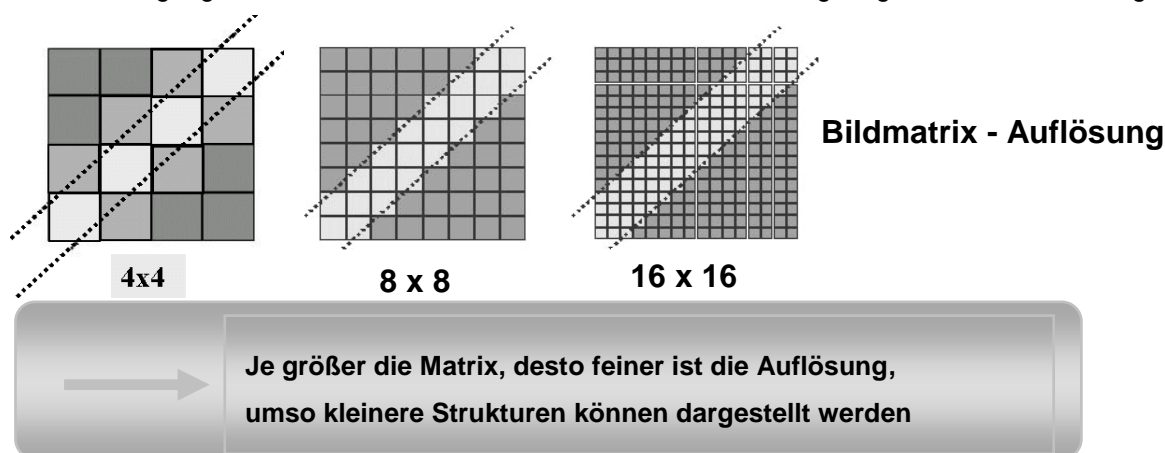 Bildmatrix - Auflösung
4x4
8 x 8
16 x 16
Je größer die Matrix, desto feiner ist die Auflösung,
umso kleinere Strukturen können dargestellt werden